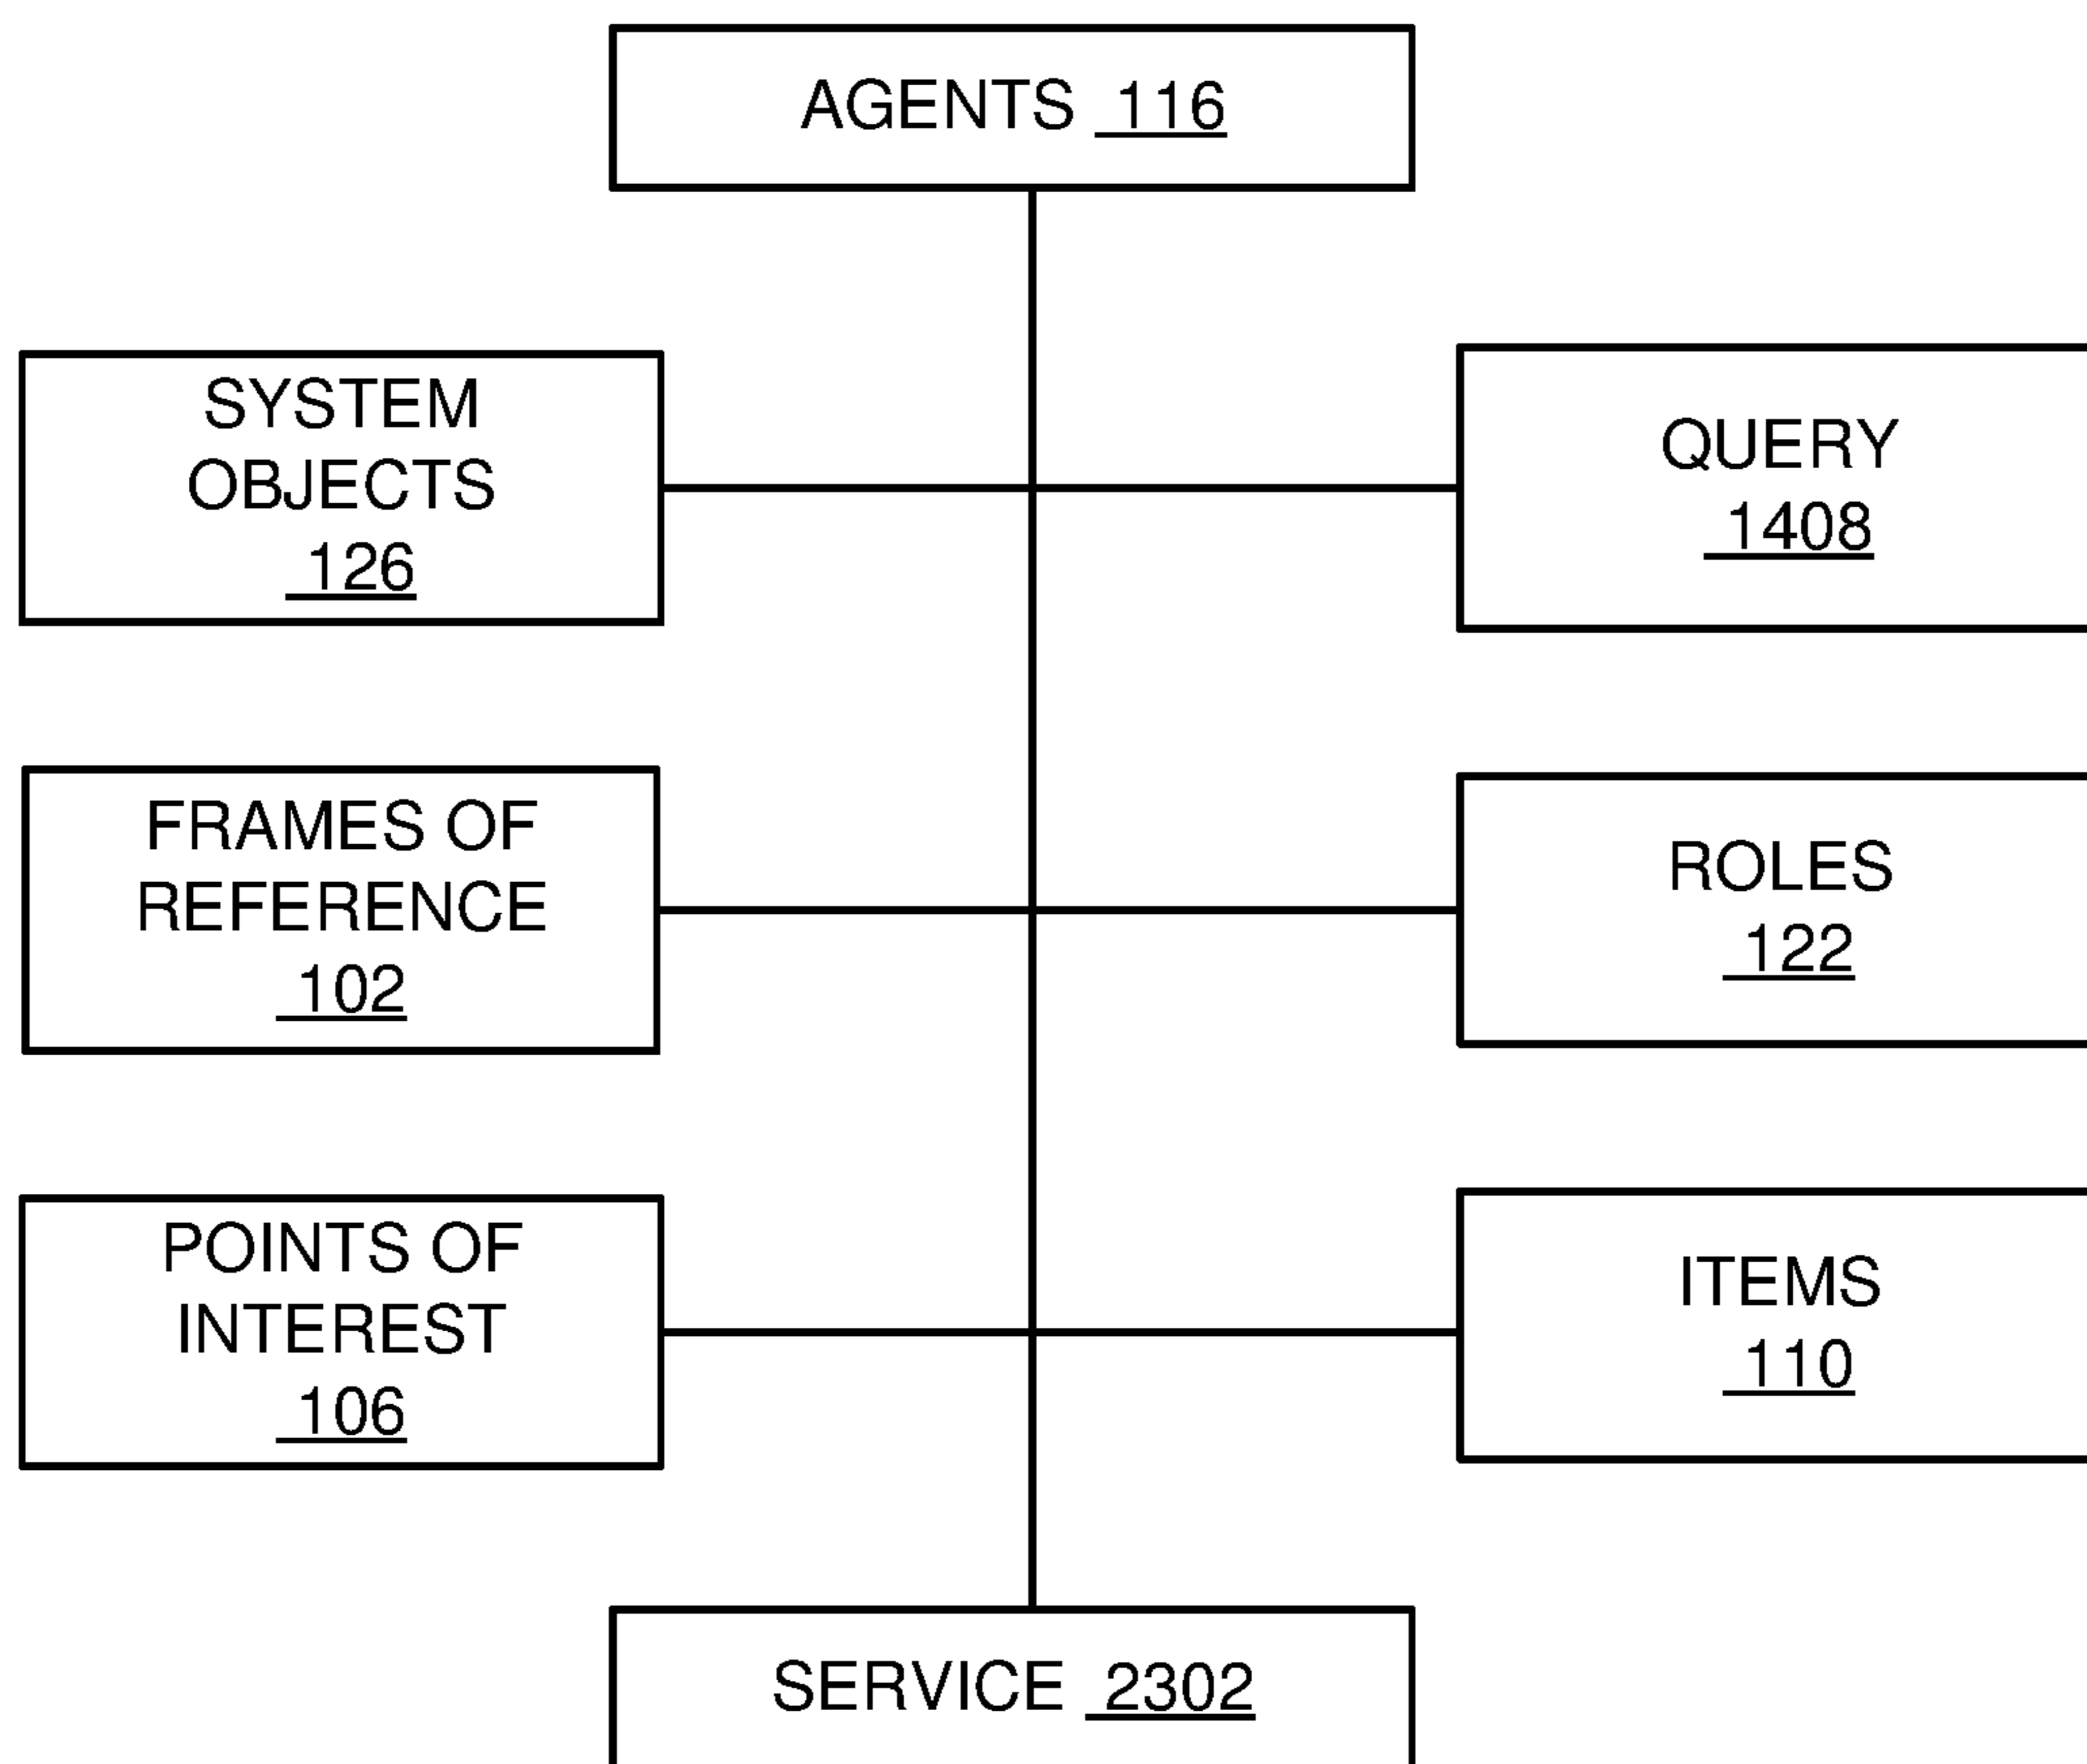 AGENTS 116
SYSTEM
OBJECTS
126
QUERY
1408
FRAMES OF
REFERENCE
102
ROLES
122
POINTS OF
INTEREST
106
ITEMS
110
SERVICE 2302